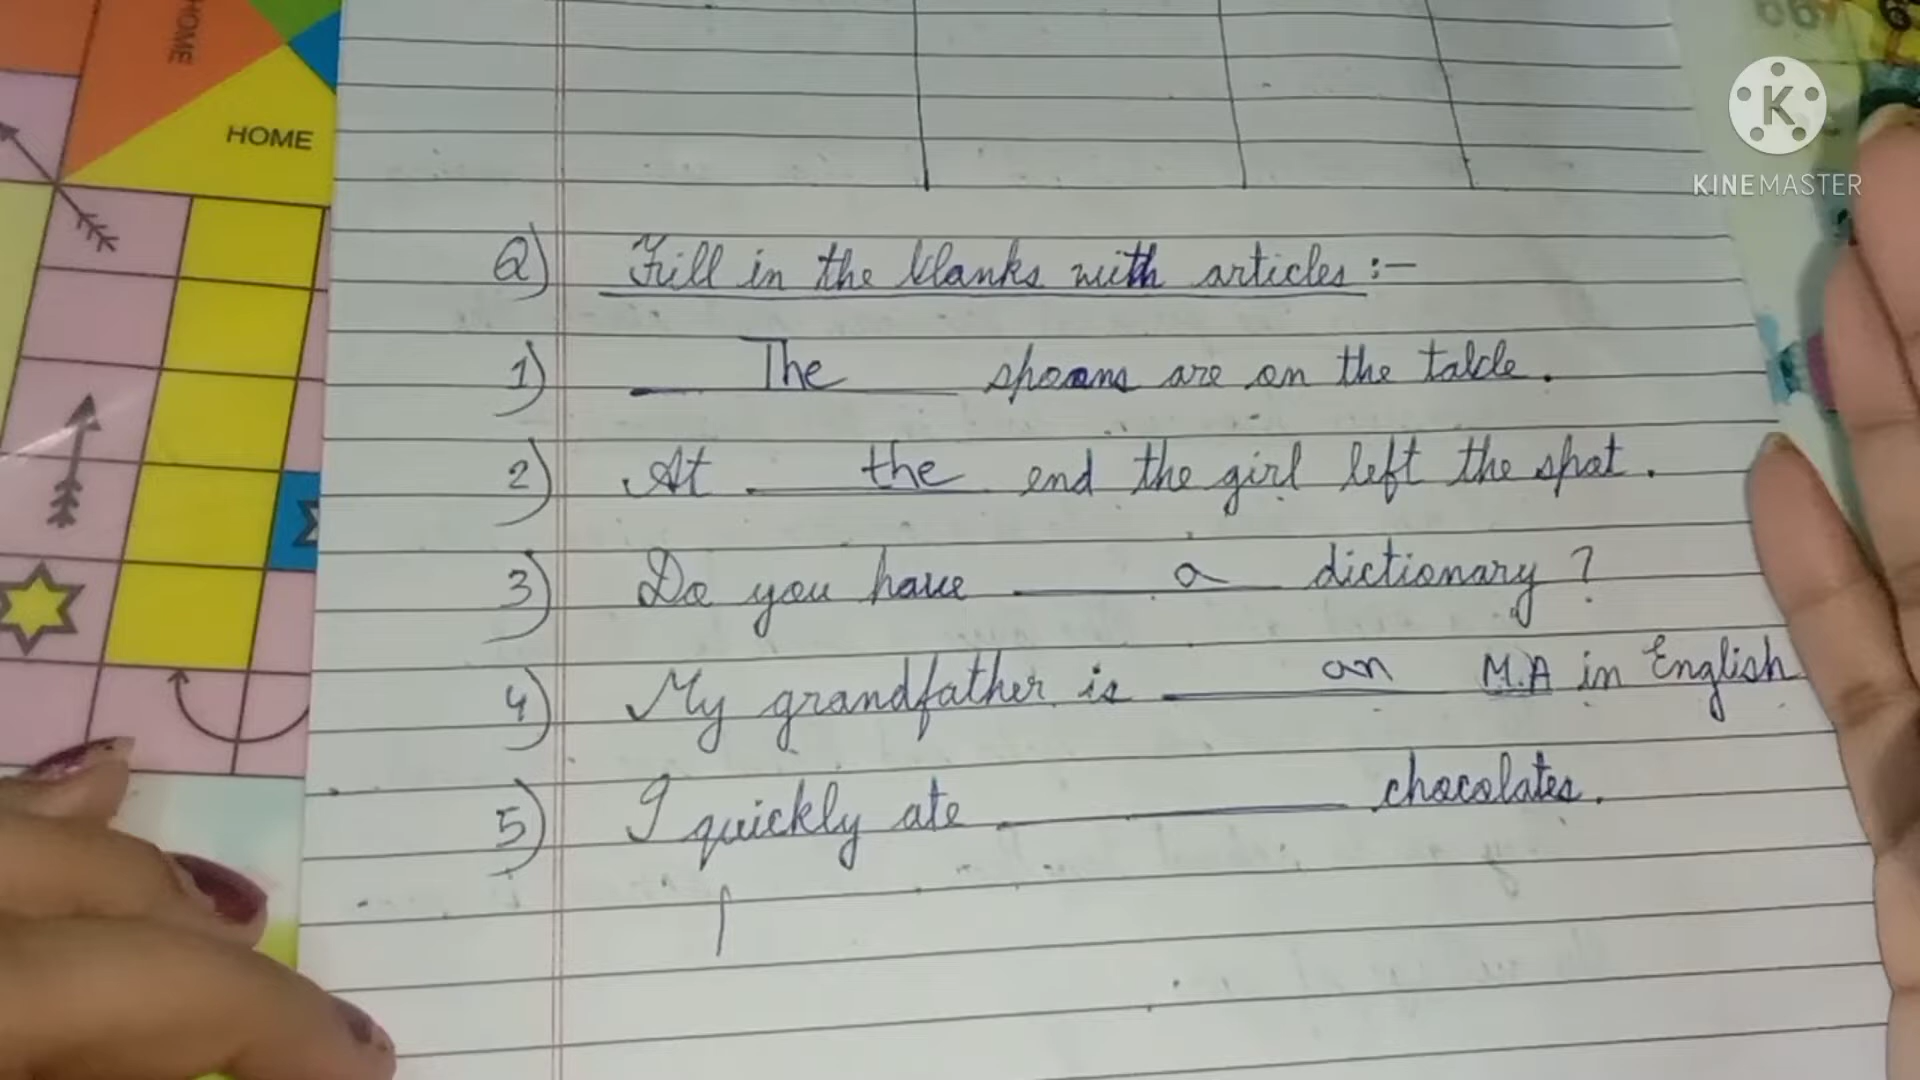 HOME
HOME
66
KINEMASTER
Q) Fill in the blanks with articles :-
1) The spoons are on the table.
2) At the end the girl left the spot.
3) Do you have a dictionary ?
4) My grandfather is an M.A in English
5) I quickly ate ______ chocolates.